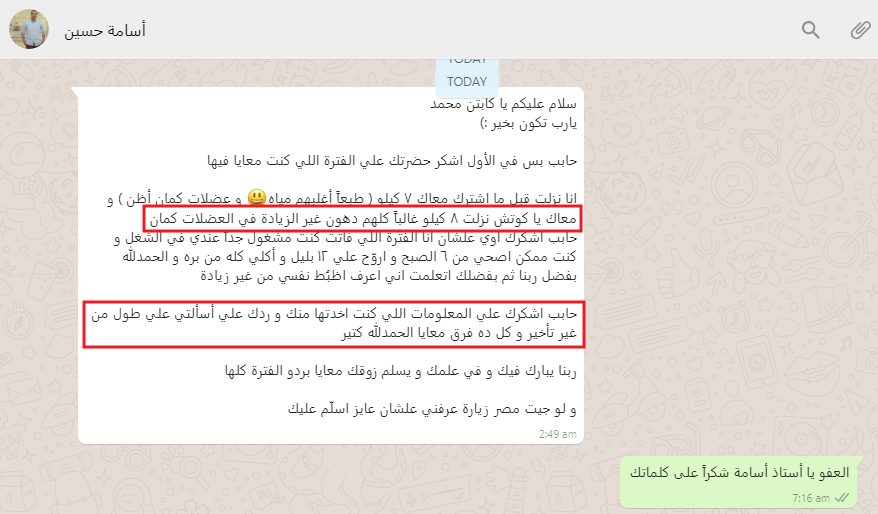 أسامة حسين
TODAY
TODAY
سلام عليكم يا كابتن محمد
يارب تكون بخير :)
حابب بس في الأول اشكر حضرتك علي الفترة اللي كنت معايا فيها
انا نزلت قبل ما اشترك معاك ٧ كيلو ( طبعاً أغلبهم مياه😃 و عضلات كمان أظن ) و
معاك يا كوتش نزلت ٨ كيلو غالباً كلهم دهون غير الزيادة في العضلات كمان
حابب اشكرك اوي علشان انا الفترة اللي فاتت كنت مشغول جداً عندي في الشغل و
كنت ممكن اصحي من ٦ الصبح و اروّح علي ١٢ بليل و أكلي كله من بره و الحمدلله
بفضل ربنا ثم بفضلك اتعلمت اني اعرف اظبُط نفسي من غير زيادة
حابب اشكرك علي المعلومات اللي كنت اخدتها منك و ردك علي أسألتي علي طول من
غير تأخير و كل ده فرق معايا الحمدلله كتير
ربنا يبارك فيك و في علمك و يسلم زوقك معايا بردو الفترة كلها
و لو جيت مصر زيارة عرفني علشان عايز اسلّم عليك
2:49 am
العفو يا أستاذ أسامة شكراً على كلماتك
7:16 am